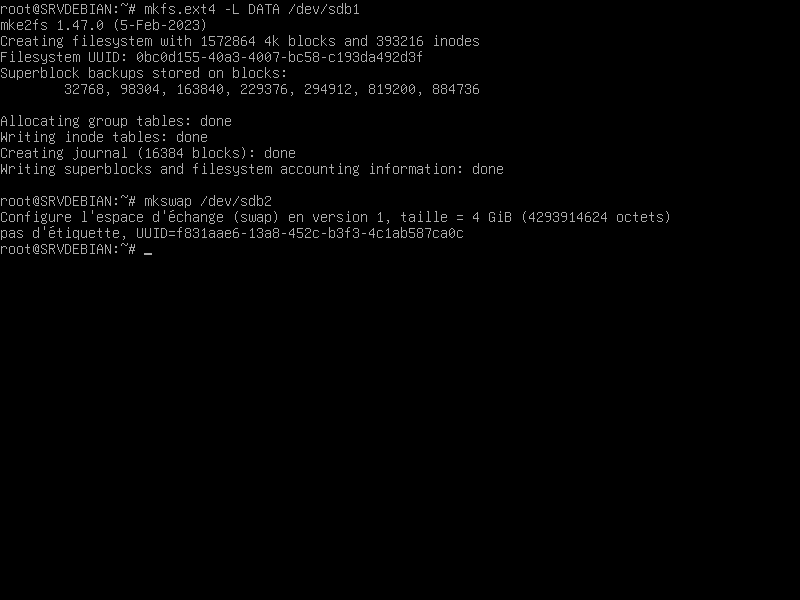 root@SRVDEBIAN:~# mkfs.ext4 -L DATA /dev/sdb1
mke2fs 1.47.0 (5-Feb-2023)
Creating filesystem with 1572864 4k blocks and 393216 inodes
Filesystem UUID: 0bc0d155-40a3-4007-bc58-c193da492d3f
Superblock backups stored on blocks:
        32768, 98304, 163840, 229376, 294912, 819200, 884736

Allocating group tables: done
Writing inode tables: done
Creating journal (16384 blocks): done
Writing superblocks and filesystem accounting information: done

root@SRVDEBIAN:~# mkswap /dev/sdb2
Configure l'espace d'échange (swap) en version 1, taille = 4 GiB (4293914624 octets)
pas d'étiquette, UUID=f831aae6-13a8-452c-b3f3-4c1ab587ca0c
root@SRVDEBIAN:~# _